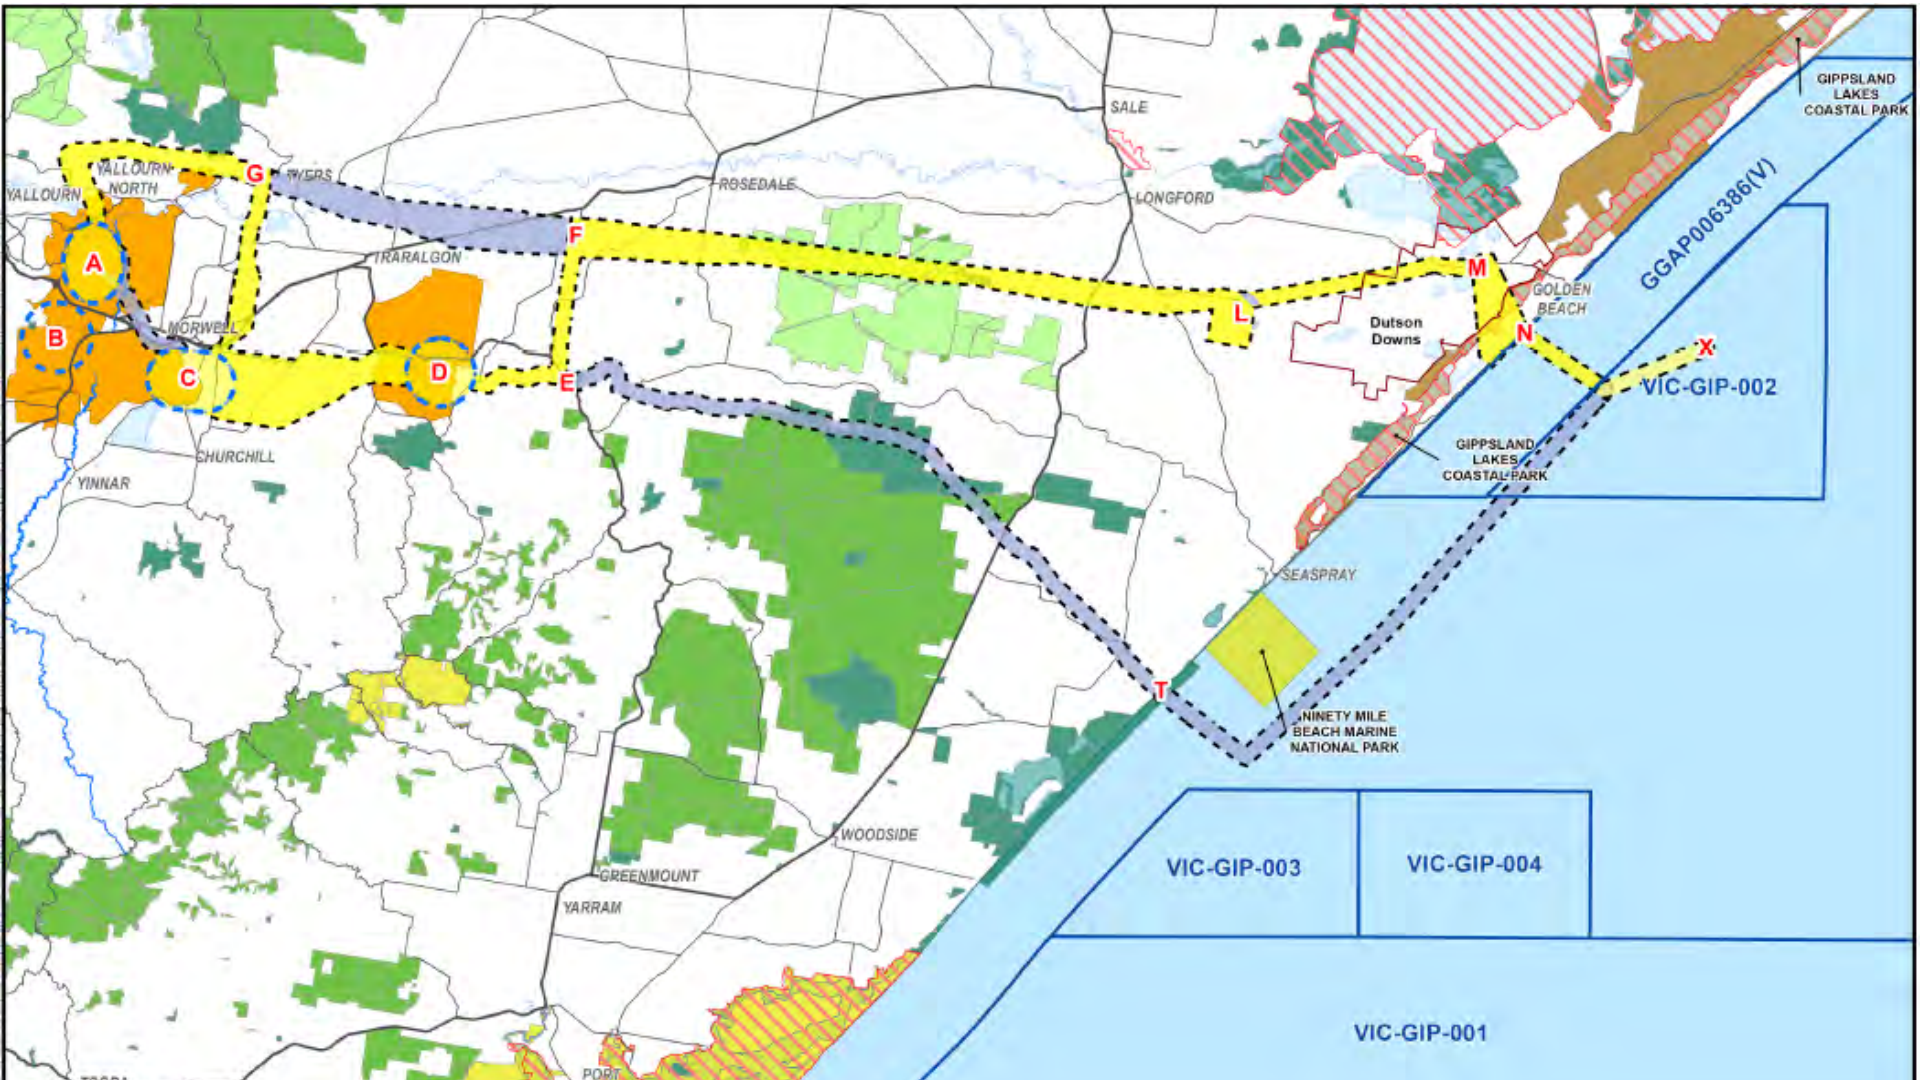 GIPPSLAND
LAKES
COASTAL PARK
SALE
GGAP006386(V)
YALLOURN
NORTH
G
TYERS
YALLOURN
ROSEDALE
LONGFORD
F
A
TRARALGON
M
GOLDEN
BEACH
L
Dutson
Downs
N
MORWELL
B
X
C
D
E
VIC-GIP-002
GIPPSLAND
LAKES
COASTAL PARK
CHURCHILL
YINNAR
SEASPRAY
T
NINETY MILE
BEACH MARINE
NATIONAL PARK
WOODSIDE
VIC-GIP-003
VIC-GIP-004
GREENMOUNT
YARRAM
VIC-GIP-001
PORT